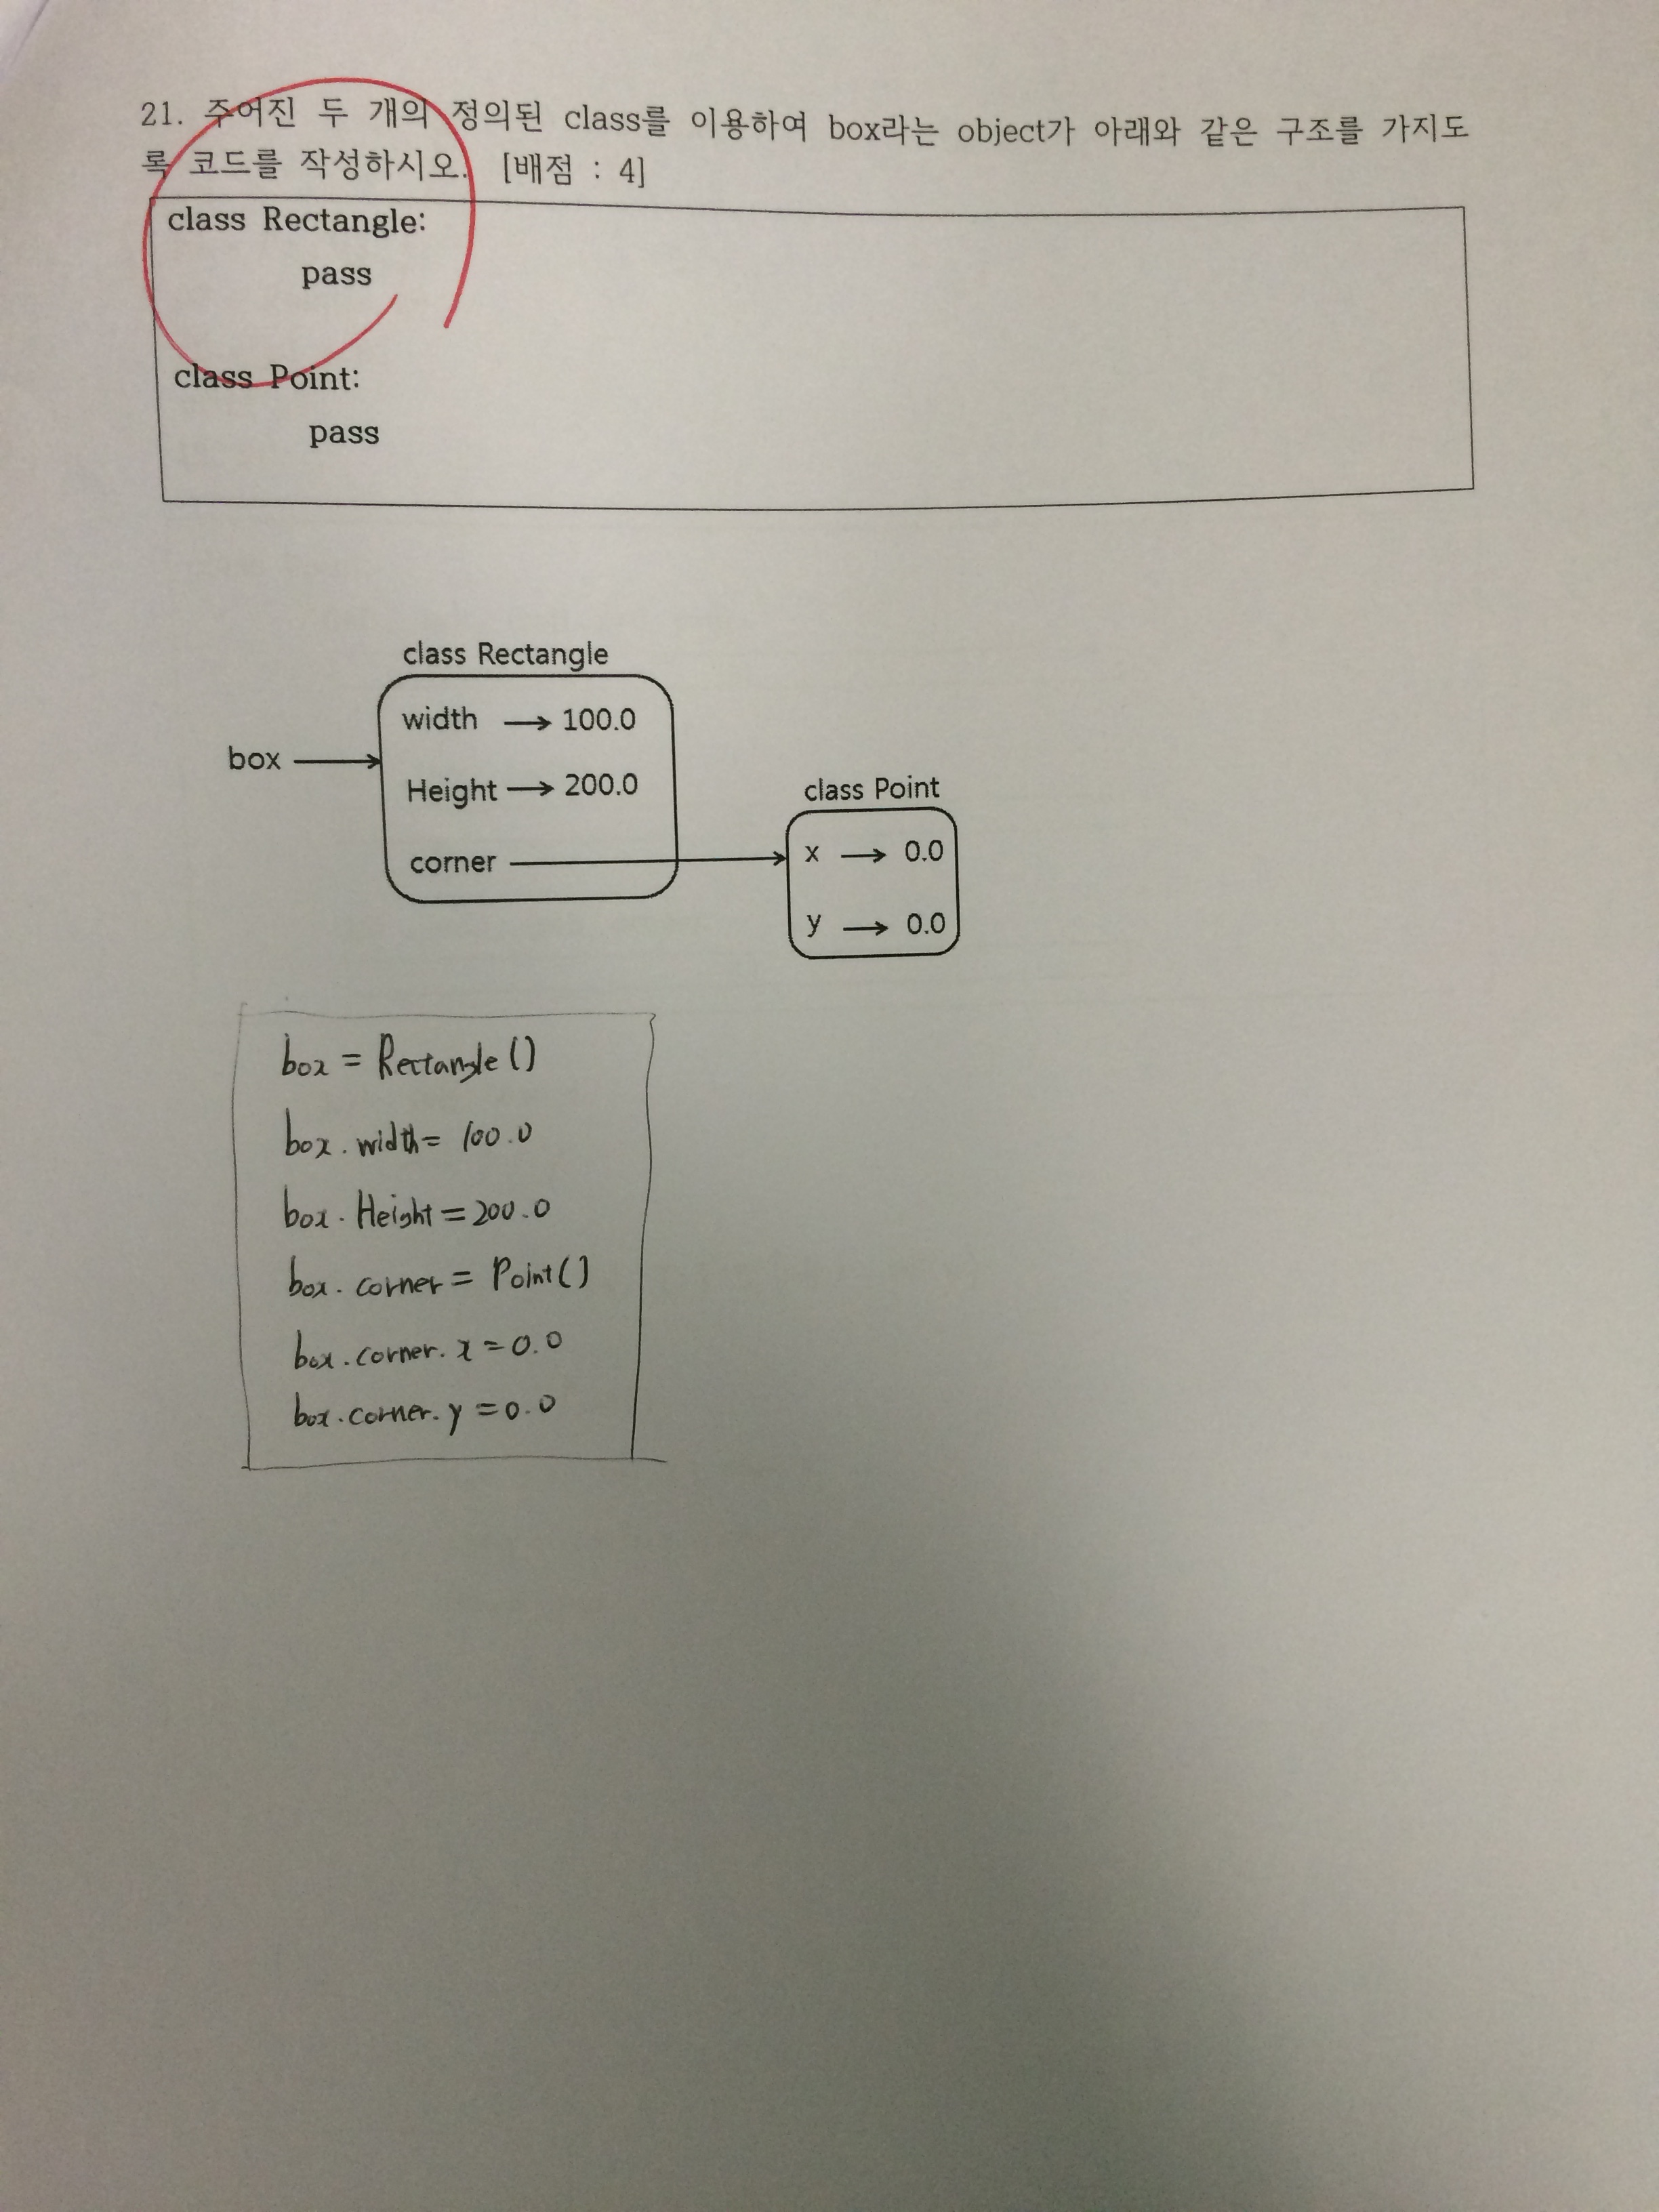 21. 주어진 두 개의 정의된 class를 이용하여 box라는 object가 아래와 같은 구조를 가지도
록 코드를 작성하시오. [배점 : 4]
class Rectangle:
pass
class Point:
pass
class Rectangle
width → 100.0
box →
Height → 200.0
class Point
corner →
x → 0.0
y → 0.0
box = Rectangle()
box.width= 100.0
box.Height=200.0
box.corner = Point()
box.corner.x=0.0
box.corner.y=0.0